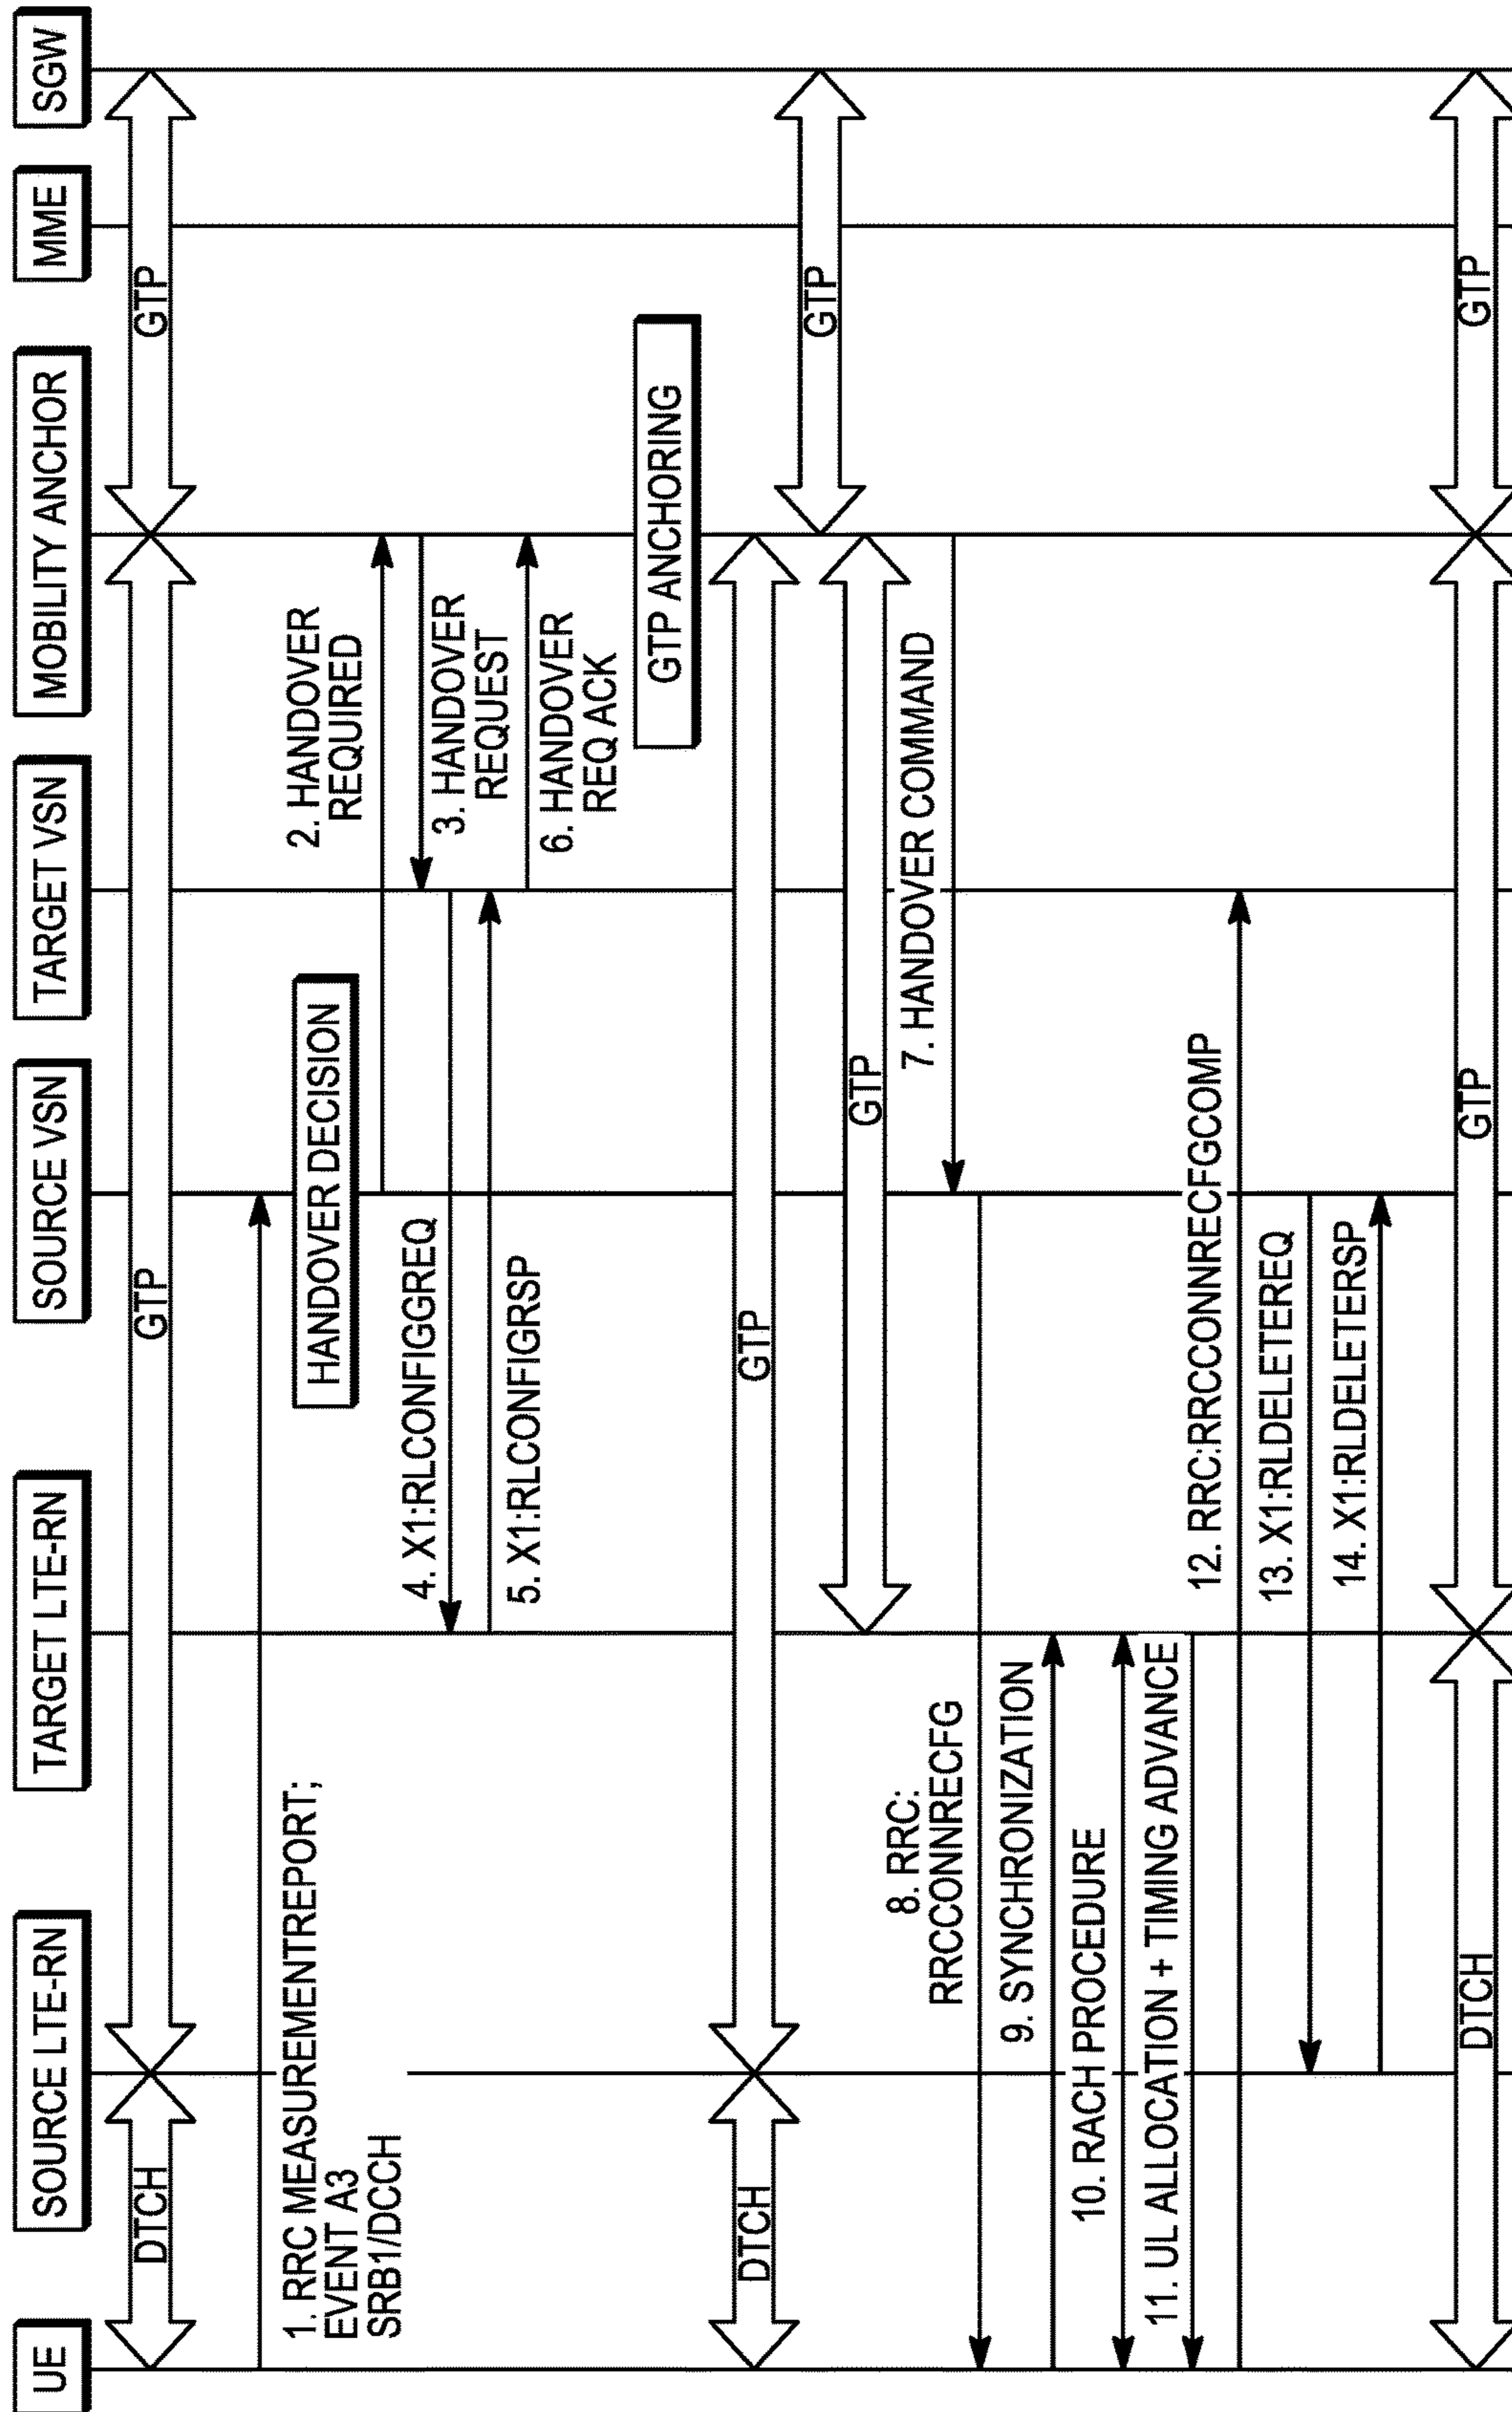 UE
SOURCE LTE-RN
TARGET LTE-RN
SOURCE VSN
TARGET VSN
MOBILITY ANCHOR
MME
SGW
DTCH
GTP
GTP
1. RRC MEASUREMENTREPORT;
EVENT A3
SRB1/DCCH
HANDOVER DECISION
2. HANDOVER
REQUIRED
3. HANDOVER
REQUEST
4. X1:RLCONFIGGREQ
5. X1:RLCONFIGRSP
6. HANDOVER
REQ ACK
GTP ANCHORING
DTCH
GTP
GTP
GTP
7. HANDOVER COMMAND
8. RRC:
RRCCONNRECFG
9. SYNCHRONIZATION
10. RACH PROCEDURE
11. UL ALLOCATION + TIMING ADVANCE
12. RRC:RRCCONNRECFGCOMP
13. X1:RLDELETEREQ
14. X1:RLDELETERSP
DTCH
GTP
GTP